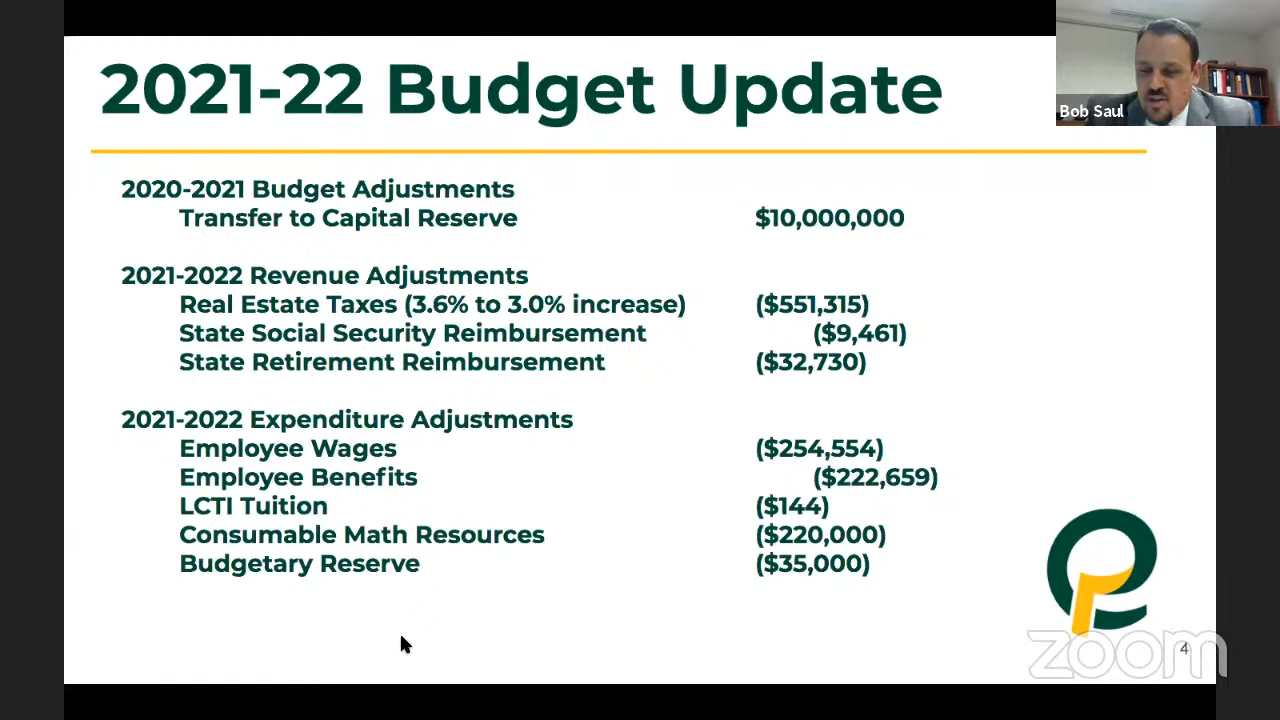 2021-22 Budget Update
Bob Saul
2020-2021 Budget Adjustments
Transfer to Capital Reserve $10,000,000
2021-2022 Revenue Adjustments
Real Estate Taxes (3.6% to 3.0% increase) ($551,315)
State Social Security Reimbursement ($9,461)
State Retirement Reimbursement ($32,730)
2021-2022 Expenditure Adjustments
Employee Wages ($254,554)
Employee Benefits ($222,659)
LCTI Tuition ($144)
Consumable Math Resources ($220,000)
Budgetary Reserve ($35,000)
zoom
4